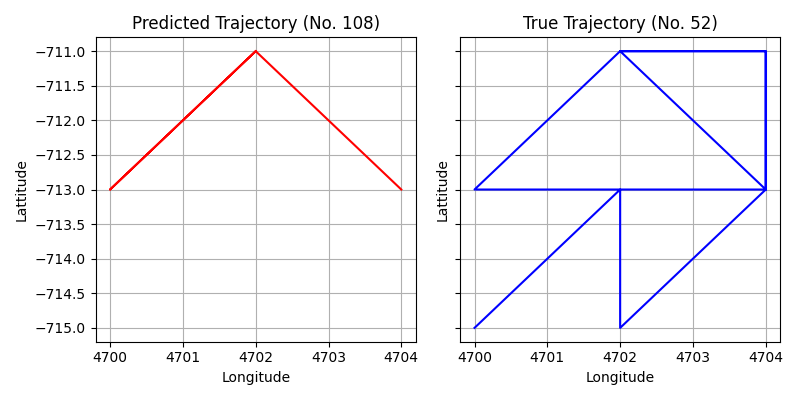 Predicted Trajectory (No. 108)
True Trajectory (No. 52)
Lattitude
−711.0
−711.5
−712.0
−712.5
−713.0
−713.5
−714.0
−714.5
−715.0
Lattitude
4700 4701 4702 4703 4704
4700 4701 4702 4703 4704
Longitude
Longitude